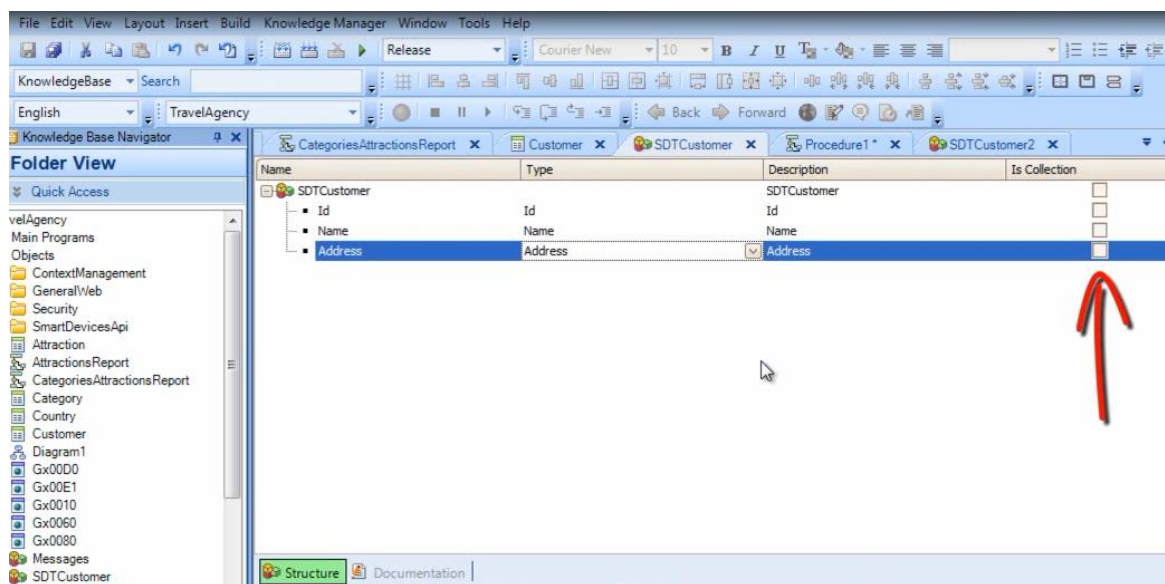 File Edit View Layout Insert Build Knowledge Manager Window Tools Help
Release Courier New 10 B I U
KnowledgeBase Search
English TravelAgency Back Forward
Knowledge Base Navigator
CategoriesAttractionsReport Customer SDTCustomer Procedure1 * SDTCustomer2
Folder View
Name Type Description Is Collection
Quick Access
SDTCustomer SDTCustomer
Id Id Id
Name Name Name
Address Address Address
velAgency
Main Programs
Objects
ContextManagement
GeneralWeb
Security
SmartDevicesApi
Attraction
AttractionsReport
CategoriesAttractionsReport
Category
Country
Customer
Diagram1
Gx00D0
Gx00E1
Gx0010
Gx0060
Gx0080
Messages
SDTCustomer
Structure Documentation